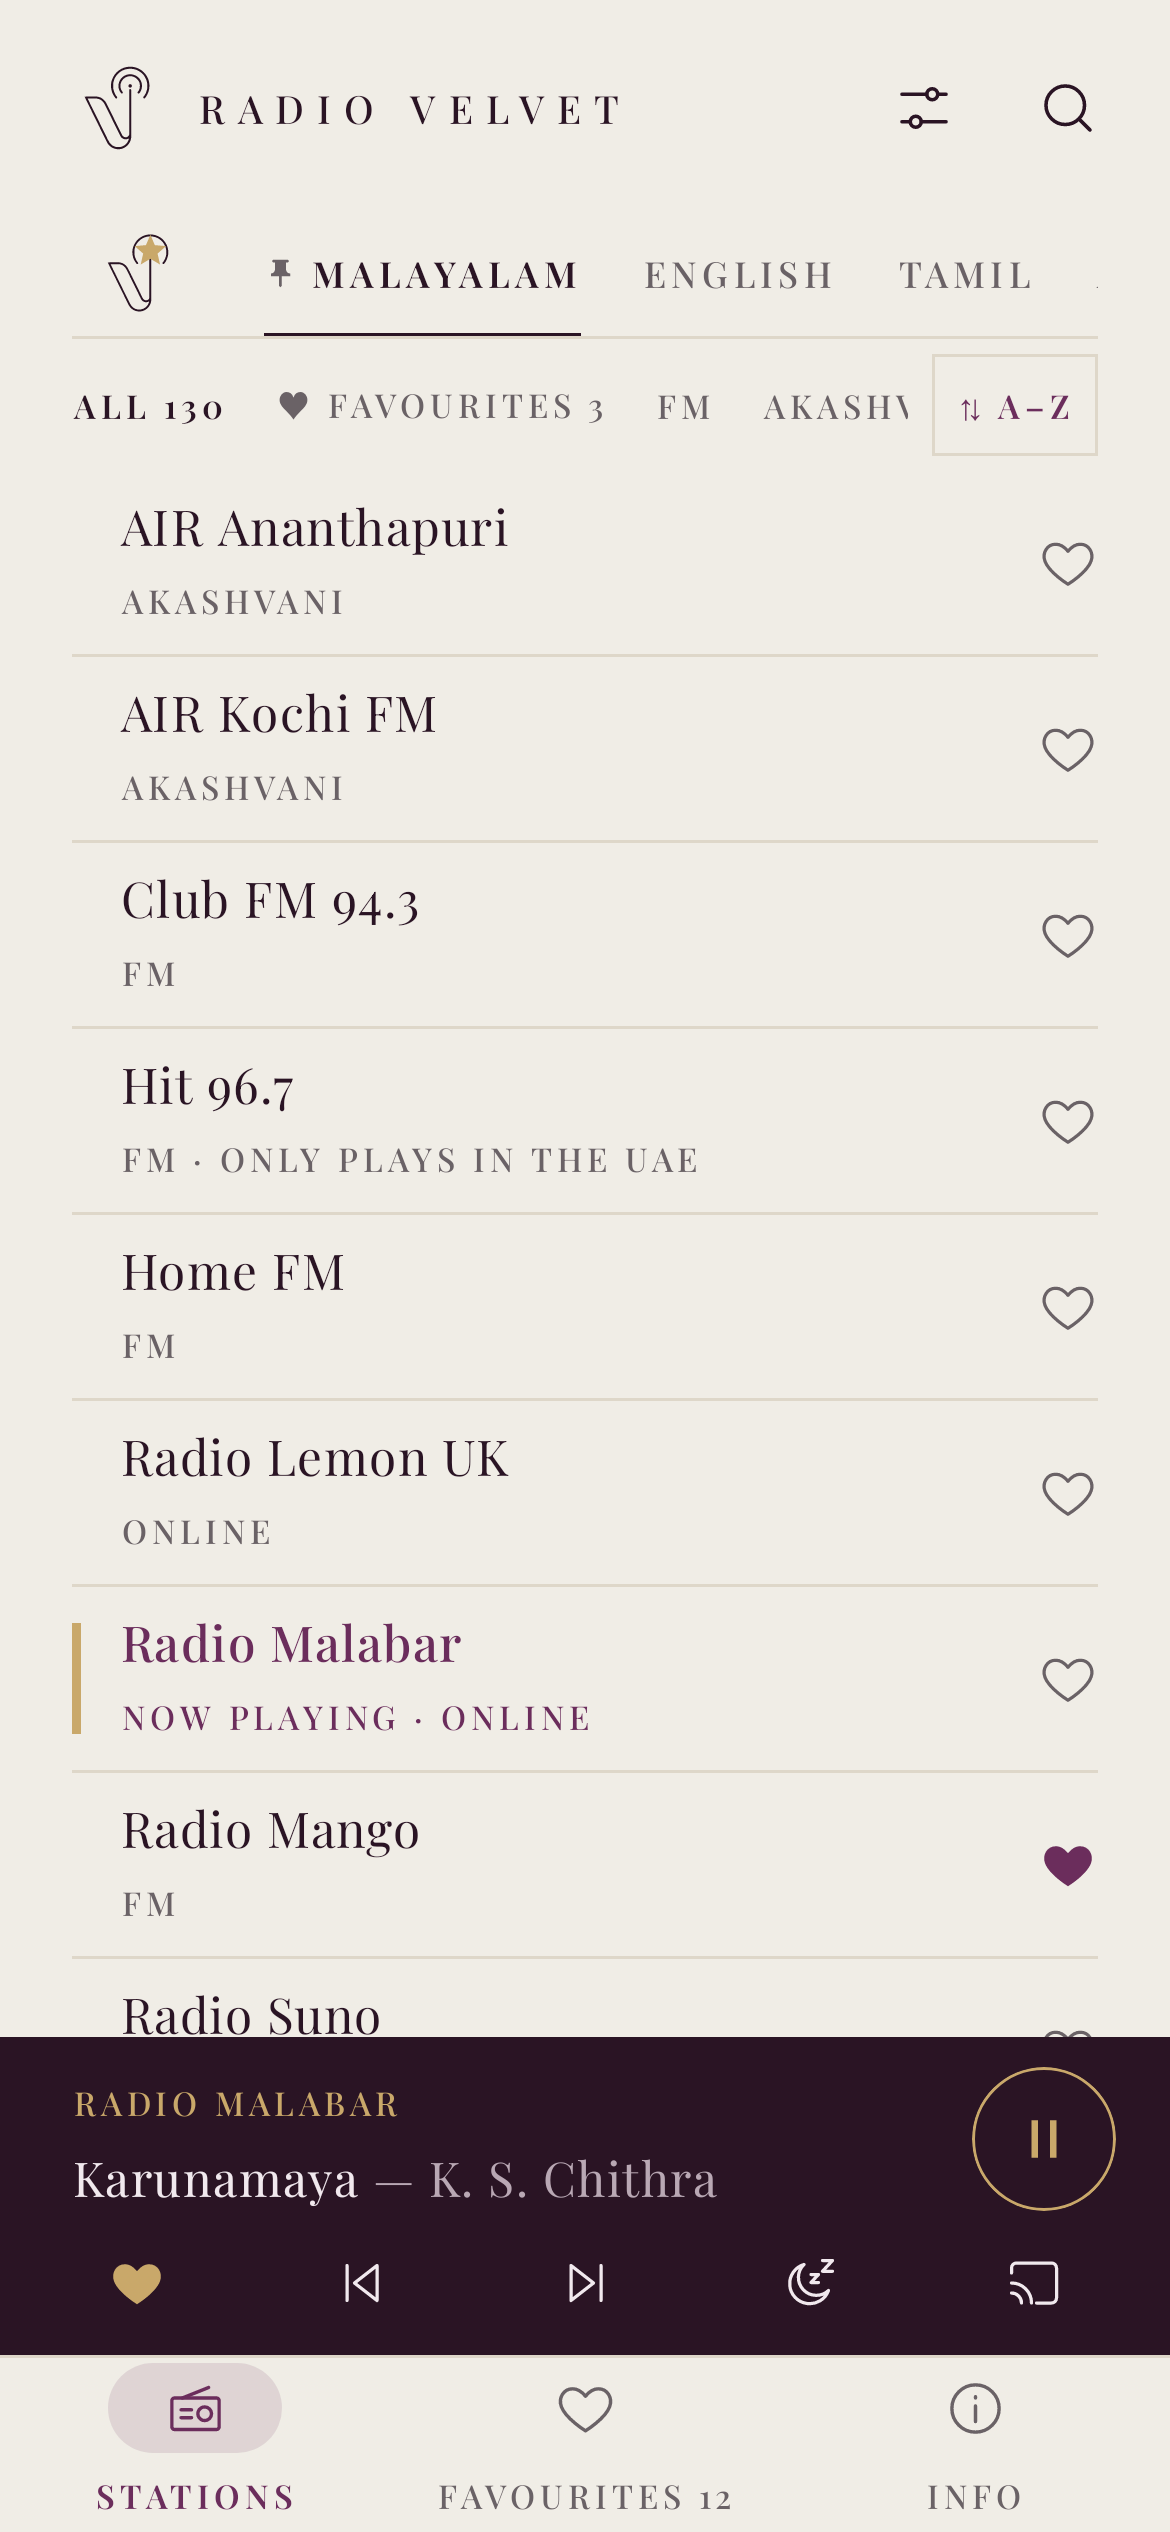 RADIO VELVET
MALAYALAM ENGLISH TAMIL
ALL 130 FAVOURITES 3 FM AKASHV A–Z
AIR Ananthapuri
AKASHVANI
AIR Kochi FM
AKASHVANI
Club FM 94.3
FM
Hit 96.7
FM · ONLY PLAYS IN THE UAE
Home FM
FM
Radio Lemon UK
ONLINE
Radio Malabar
NOW PLAYING · ONLINE
Radio Mango
FM
Radio Suno
RADIO MALABAR
Karunamaya — K. S. Chithra
STATIONS FAVOURITES 12 INFO